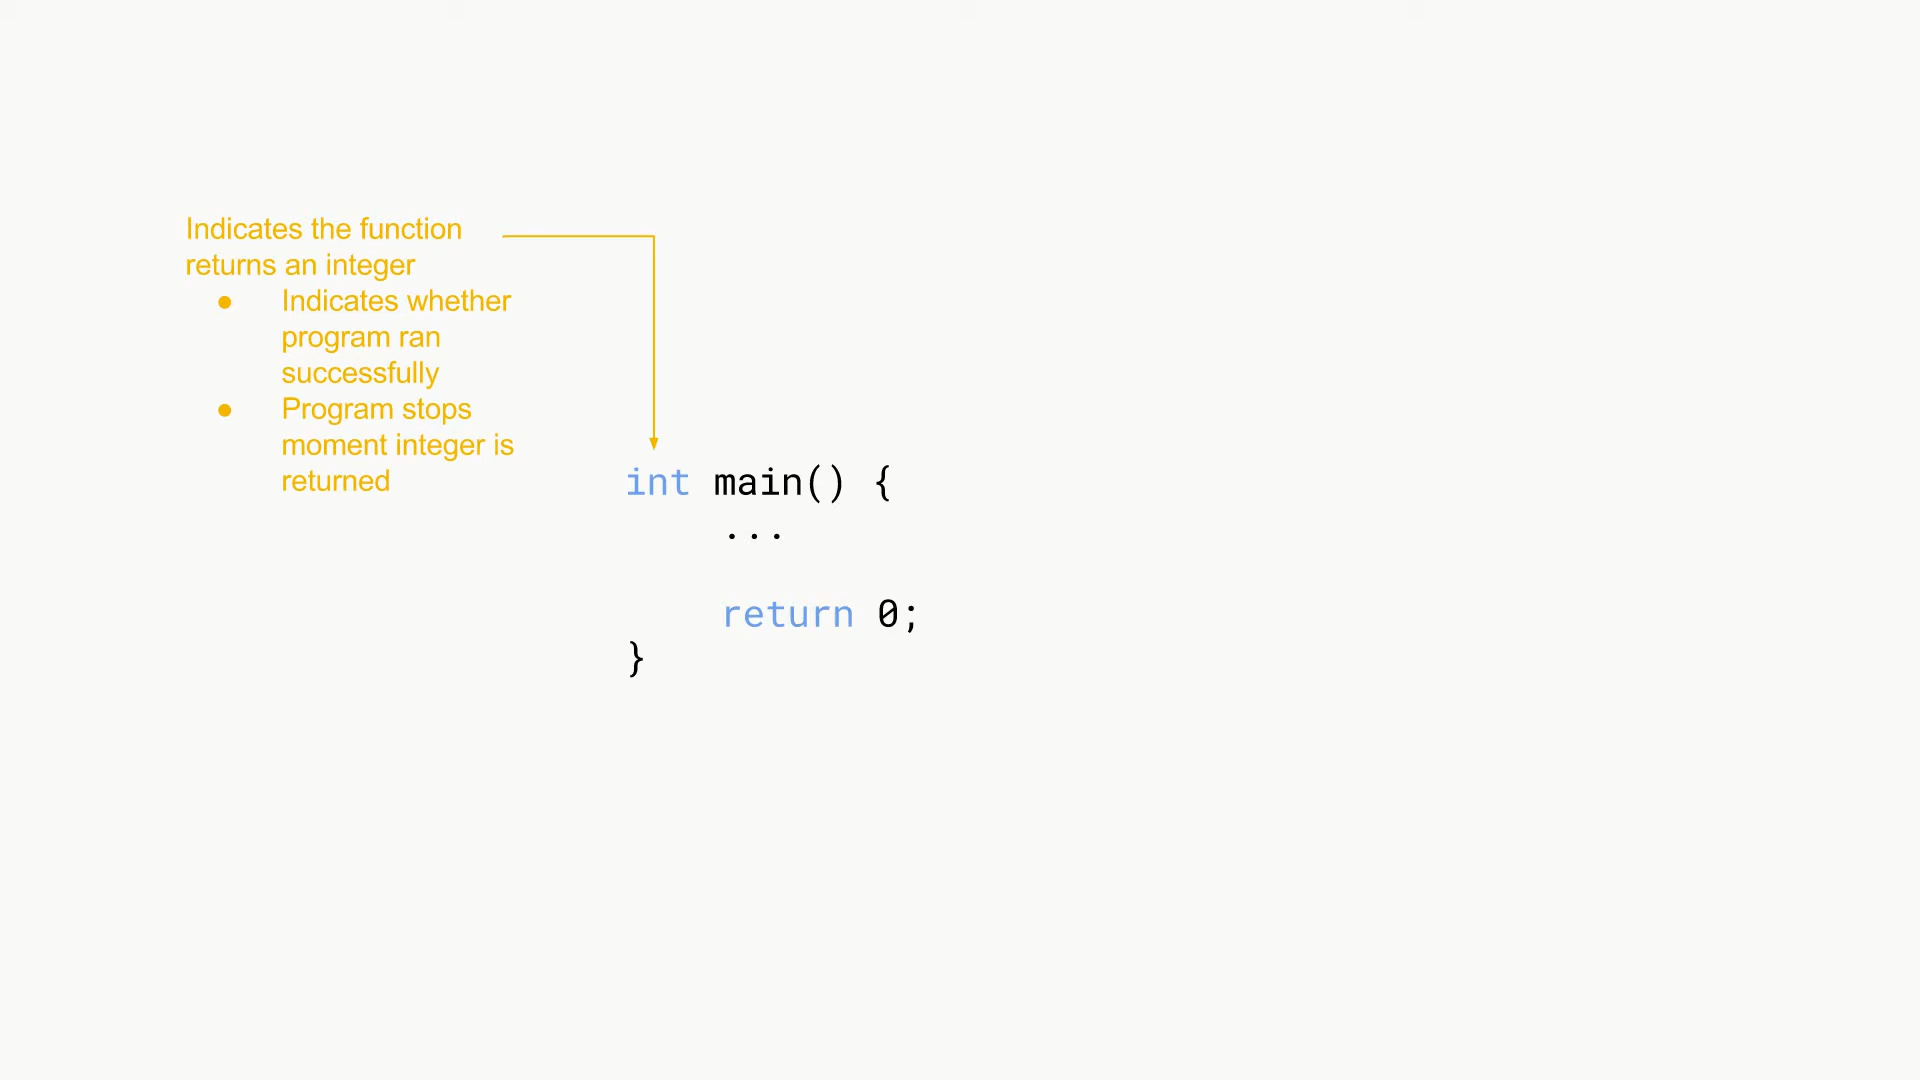 Indicates the function
returns an integer
● Indicates whether
program ran
successfully
● Program stops
moment integer is
returned
int main() {
...
return 0;
}